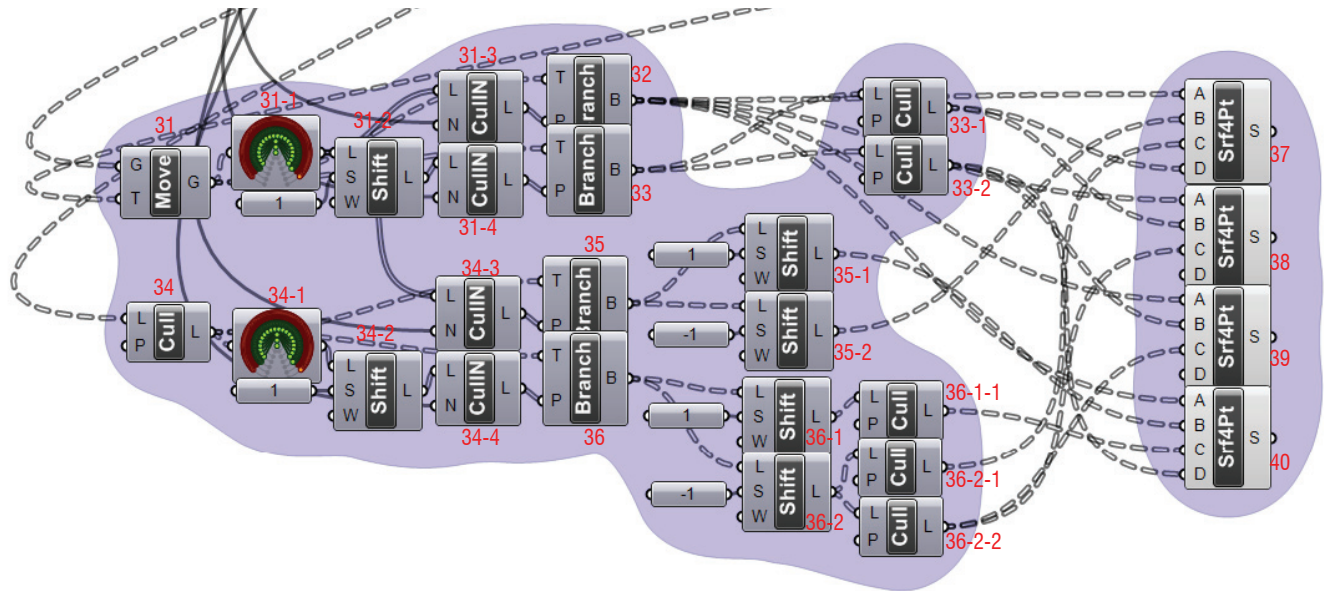 31
G
T
Move
G
31-1
1
31-2
L
S
W
Shift
L
31-3
L
N
CullN
L
L
N
CullN
L
31-4
32
T
P
ranch
B
T
P
Branch
B
33
L
P
Cull
L
33-1
L
P
Cull
L
33-2
34
L
P
Cull
L
34-1
1
34-2
L
S
W
Shift
L
34-3
L
N
CullN
L
L
N
CullN
L
34-4
35
T
P
Branch
B
T
P
Branch
B
36
1
L
S
W
Shift
L
35-1
-1
L
S
W
Shift
L
35-2
1
L
S
W
Shift
L
36-1
-1
L
S
W
Shift
L
36-2
L
P
Cull
L
36-1-1
L
P
Cull
L
36-2-1
L
P
Cull
L
36-2-2
A
B
C
D
Srf4Pt
S
37
A
B
C
D
Srf4Pt
S
38
A
B
C
D
Srf4Pt
S
39
A
B
C
D
Srf4Pt
S
40